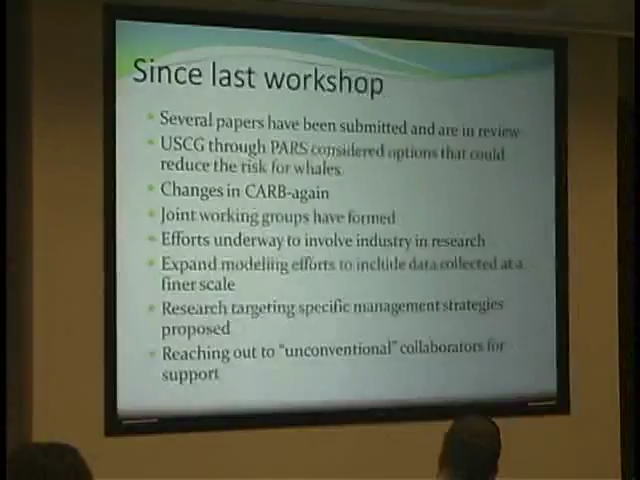 Since last workshop
Several papers have been submitted and are in review
USCG through PARS considered options that could
reduce the risk for whales
Changes in CARB-again
Joint working groups have formed
Efforts underway to involve industry in research
Expand modeling efforts to include data collected at a
finer scale
Research targeting specific management strategies
proposed
Reaching out to "unconventional" collaborators for
support